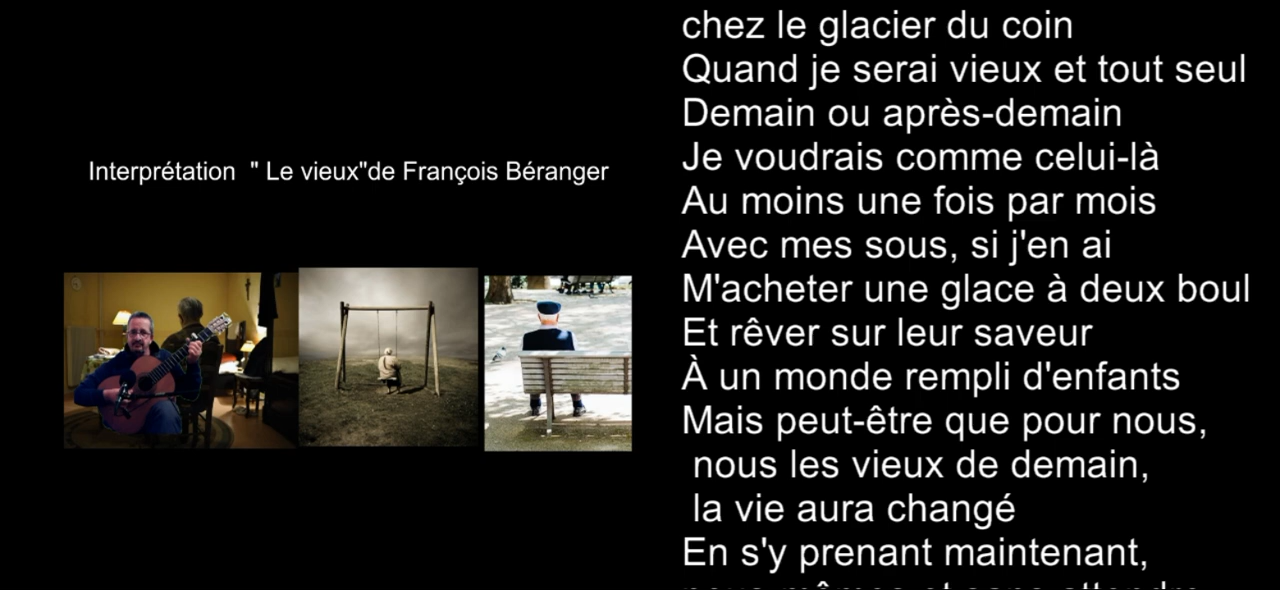 Interprétation " Le vieux"de François Béranger
chez le glacier du coin
Quand je serai vieux et tout seul
Demain ou après-demain
Je voudrais comme celui-là
Au moins une fois par mois
Avec mes sous, si j'en ai
M'acheter une glace à deux boul
Et rêver sur leur saveur
À un monde rempli d'enfants
Mais peut-être que pour nous,
nous les vieux de demain,
la vie aura changé
En s'y prenant maintenant,